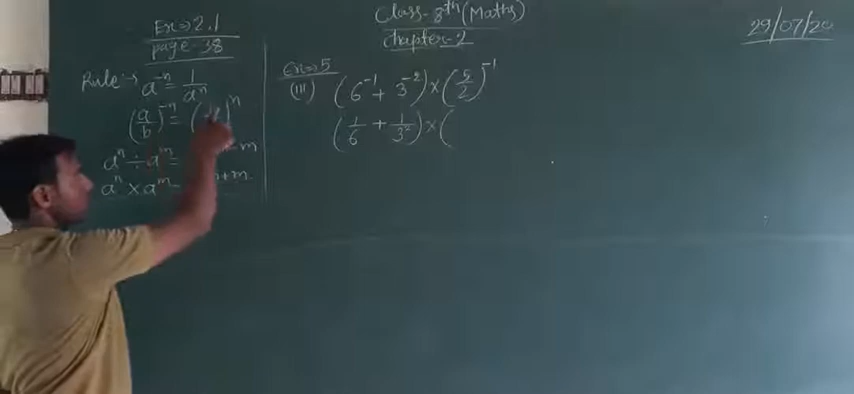 Class-8th (Maths)
Chapter-2
29/07/20
Ex⇒2.1
page-38
Rule:⇒ a⁻ⁿ = 1/aⁿ
(a/b)⁻ⁿ = ( )ⁿ
aⁿ ÷ aᵐ = -m
aⁿ × aᵐ = +m
Ex⇒5
(III) (6⁻¹ + 3⁻²) × (5/2)⁻¹
(1/6 + 1/3²) × (